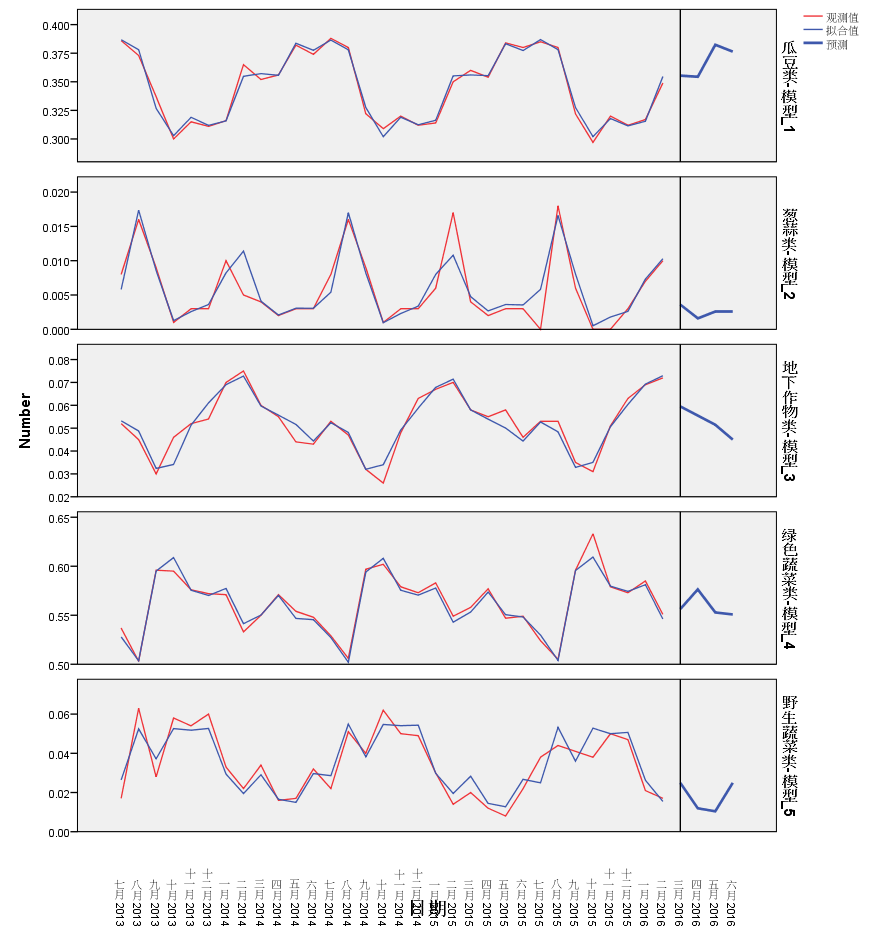 观测值
拟合值
预测
Number
0.400
0.375
0.350
0.325
0.300
瓜豆类-模型_1
0.020
0.015
0.010
0.005
0.000
葱蒜类-模型_2
0.08
0.07
0.06
0.05
0.04
0.03
0.02
地下作物类-模型_3
0.65
0.60
0.55
0.50
绿色蔬菜类-模型_4
0.06
0.04
0.02
0.00
野生蔬菜类-模型_5
七月 2013
八月 2013
九月 2013
十月 2013
十一月 2013
十二月 2013
一月 2014
二月 2014
三月 2014
四月 2014
五月 2014
六月 2014
七月 2014
八月 2014
九月 2014
十月 2014
十一月 2014
十二月 2014
一月 2015
二月 2015
三月 2015
四月 2015
五月 2015
六月 2015
七月 2015
八月 2015
九月 2015
十月 2015
十一月 2015
十二月 2015
一月 2016
二月 2016
三月 2016
四月 2016
五月 2016
六月 2016
日期